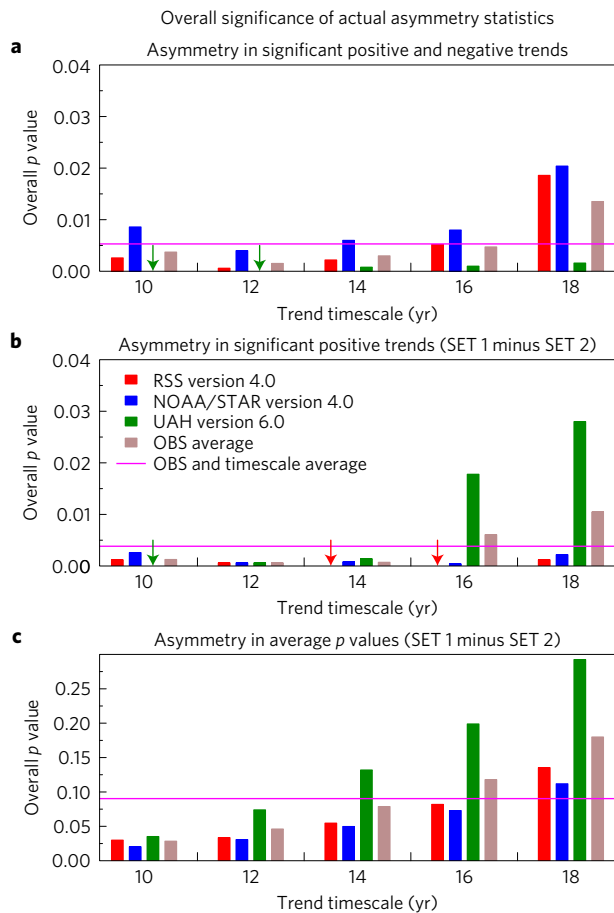 Overall significance of actual asymmetry statistics
a
Asymmetry in significant positive and negative trends
Overall p value
0.04
0.03
0.02
0.01
0.00
10 12 14 16 18
Trend timescale (yr)
b
Asymmetry in significant positive trends (SET 1 minus SET 2)
Overall p value
0.04
0.03
0.02
0.01
0.00
RSS version 4.0
NOAA/STAR version 4.0
UAH version 6.0
OBS average
OBS and timescale average
10 12 14 16 18
Trend timescale (yr)
c
Asymmetry in average p values (SET 1 minus SET 2)
Overall p value
0.25
0.20
0.15
0.10
0.05
0.00
10 12 14 16 18
Trend timescale (yr)